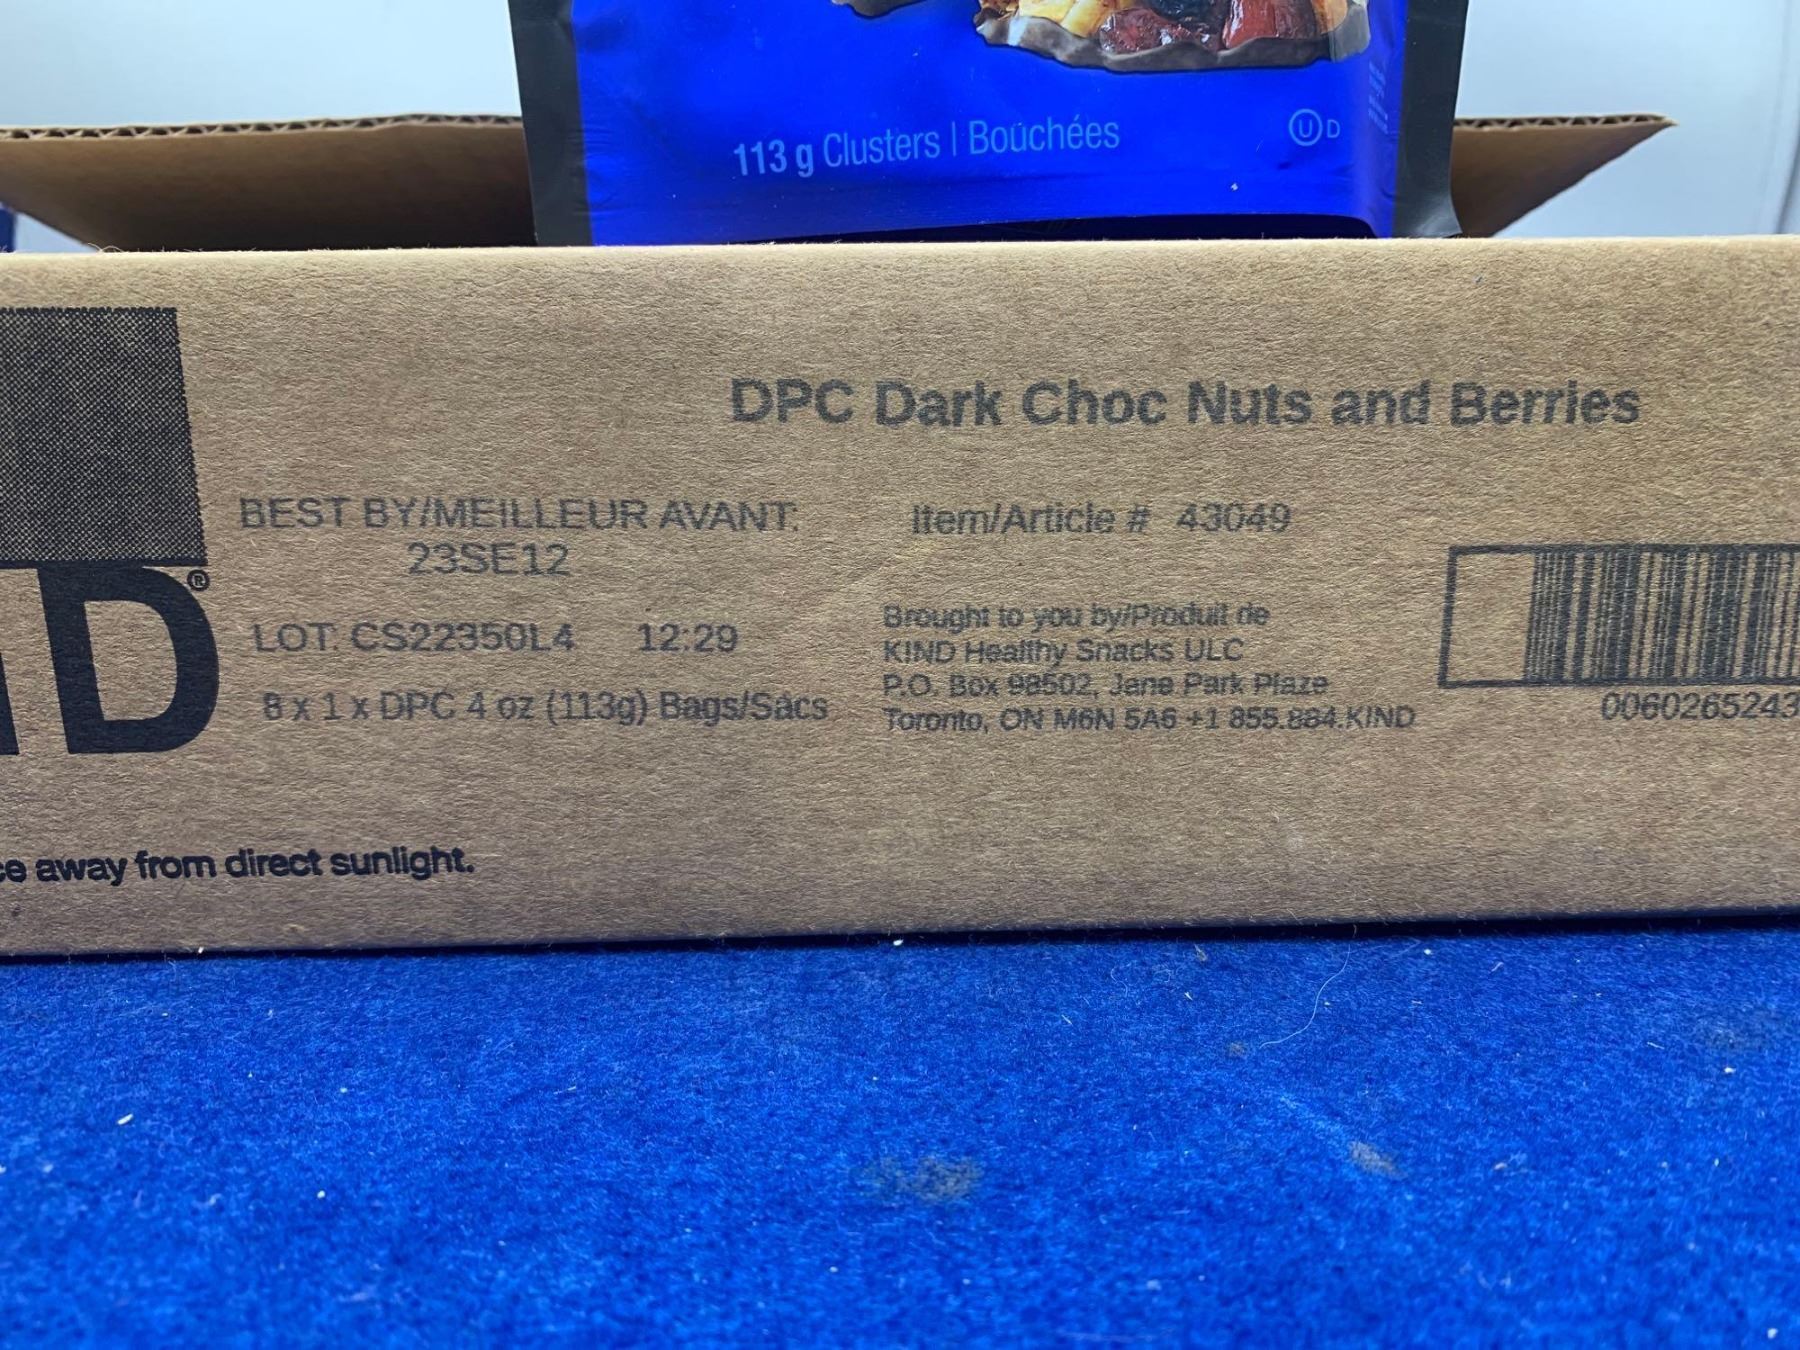 113 g Clusters | Bouchées
U D
DPC Dark Choc Nuts and Berries
BEST BY/MEILLEUR AVANT:
23SE12
LOT: CS22350L4 12:29
8 x 1 x DPC 4 oz (113g) Bags/Sacs
Item/Article # 43049
Brought to you by/Produit de
KIND Healthy Snacks ULC
P.O. Box 98502, Jane Park Plaze
Toronto, ON M6N 5A6 +1 855.884.KIND
0060265243
D®
away from direct sunlight.